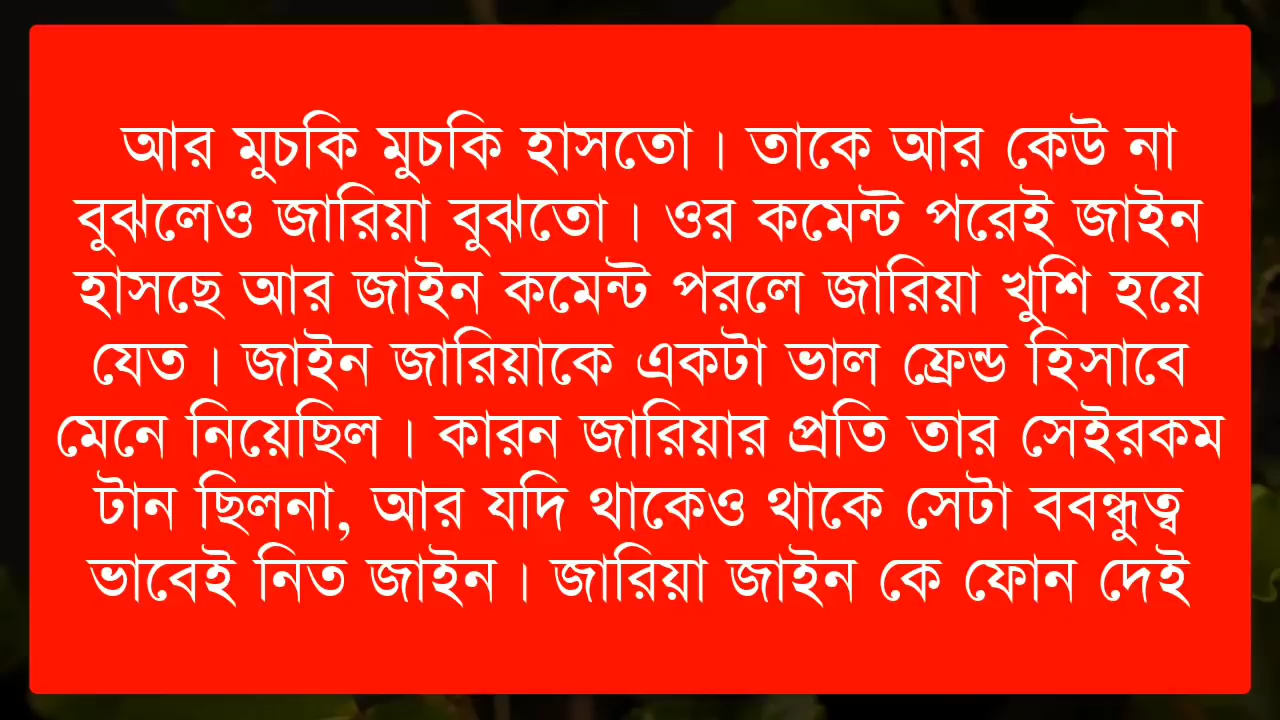 আর মুচকি মুচকি হাসতো । তাকে আর কেউ না
বুঝলেও জারিয়া বুঝতো । ওর কমেন্ট পরেই জাইন
হাসছে আর জাইন কমেন্ট পরলে জারিয়া খুশি হয়ে
যেত । জাইন জারিয়াকে একটা ভাল ফ্রেন্ড হিসাবে
মেনে নিয়েছিল । কারন জারিয়ার প্রতি তার সেইরকম
টান ছিলনা, আর যদি থাকেও থাকে সেটা ববন্ধুত্ব
ভাবেই নিত জাইন । জারিয়া জাইন কে ফোন দেই